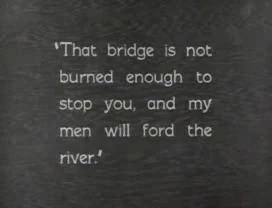 "That bridge is not
burned enough to
stop you, and my
men will ford the
river."